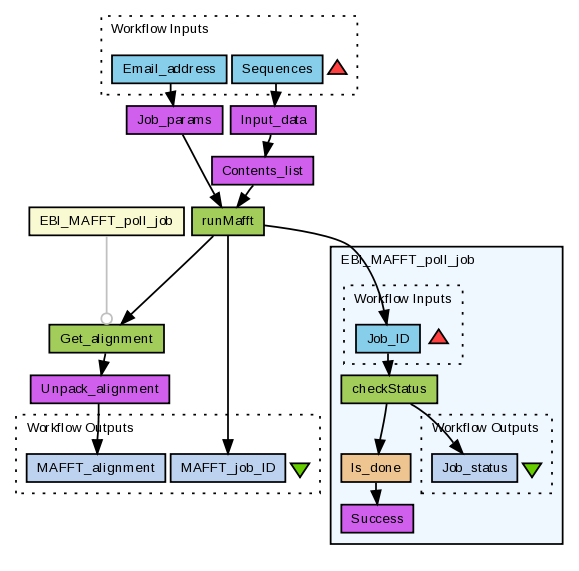 Workflow Inputs
Email_address
Sequences
Job_params
Input_data
Contents_list
EBI_MAFFT_poll_job
runMafft
EBI_MAFFT_poll_job
Workflow Inputs
Job_ID
Get_alignment
Unpack_alignment
checkStatus
Workflow Outputs
MAFFT_alignment
MAFFT_job_ID
Workflow Outputs
Is_done
Job_status
Success